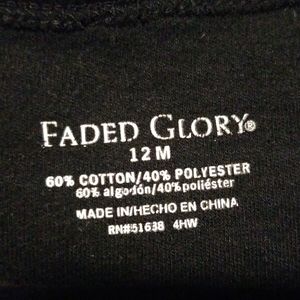 FADED GLORY®
12 M
60% COTTON/40% POLYESTER
60% algodón/40% poliéster
MADE IN/HECHO EN CHINA
RN#51638 4HW